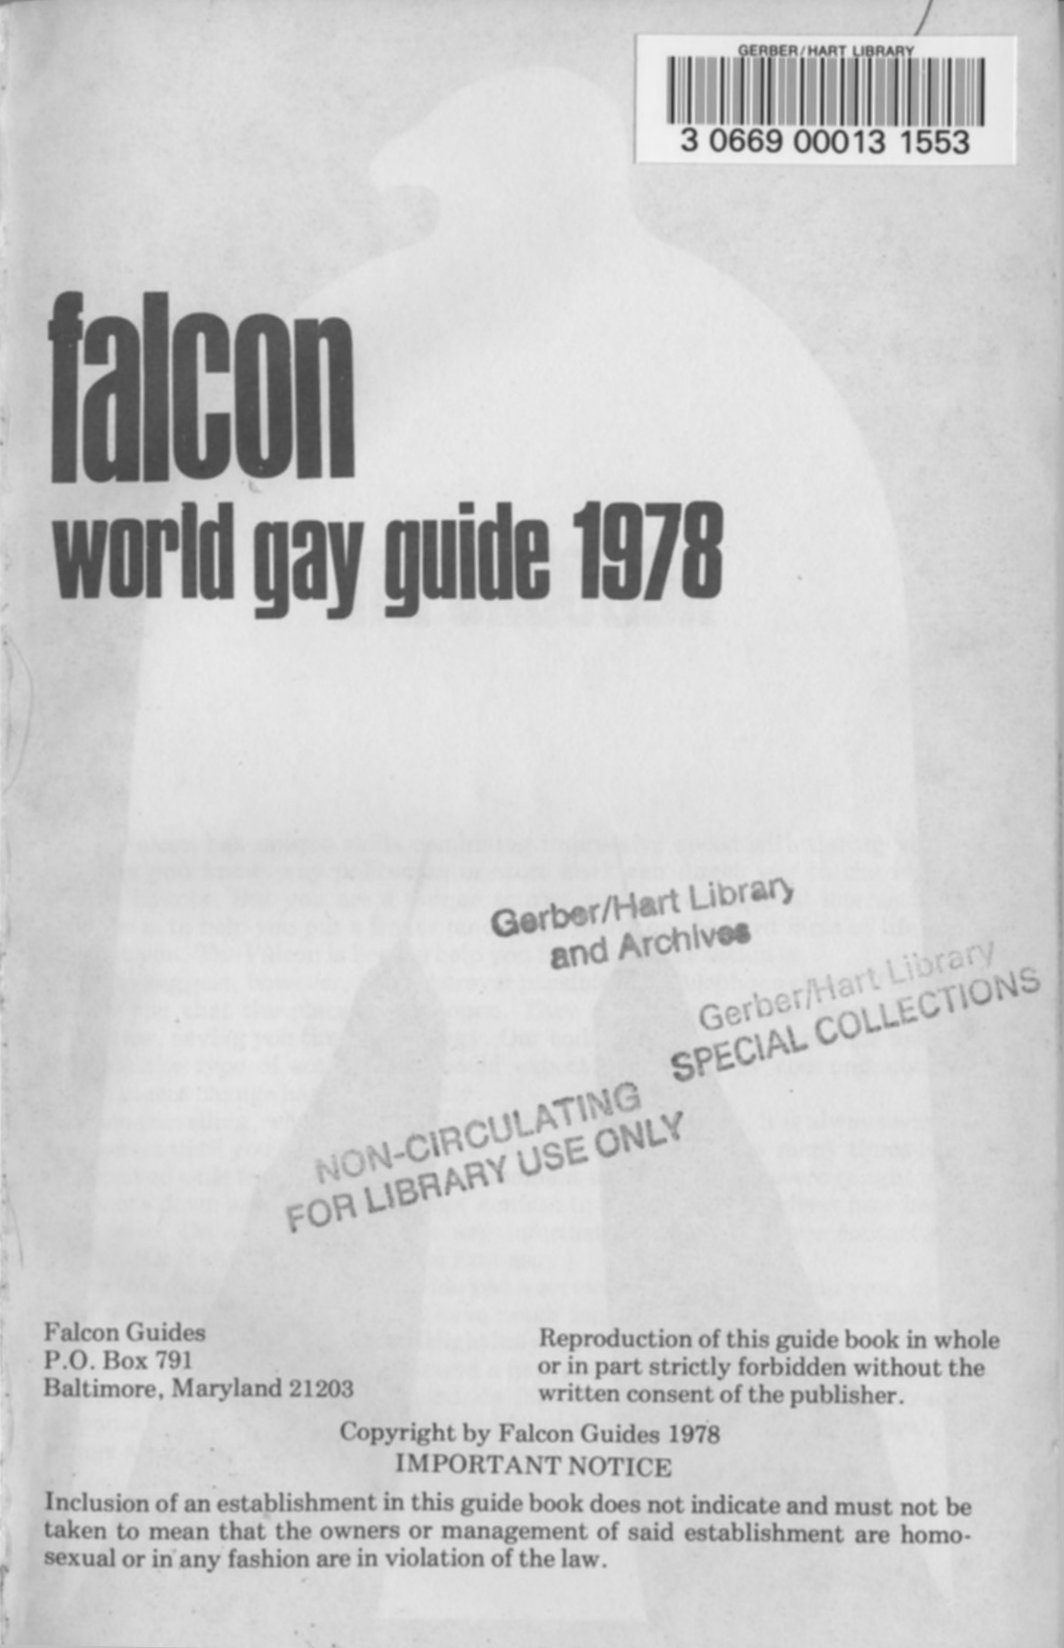 GERBER/HART LIBRARY
3 0669 00013 1553
falcon
world gay guide 1978
Gerber/Hart Library
and Archives
Gerber/Hart Library
SPECIAL COLLECTIONS
NON-CIRCULATING
FOR LIBRARY USE ONLY
Falcon Guides
P.O. Box 791
Baltimore, Maryland 21203
Reproduction of this guide book in whole
or in part strictly forbidden without the
written consent of the publisher.
Copyright by Falcon Guides 1978
IMPORTANT NOTICE
Inclusion of an establishment in this guide book does not indicate and must not be
taken to mean that the owners or management of said establishment are homo-
sexual or in any fashion are in violation of the law.